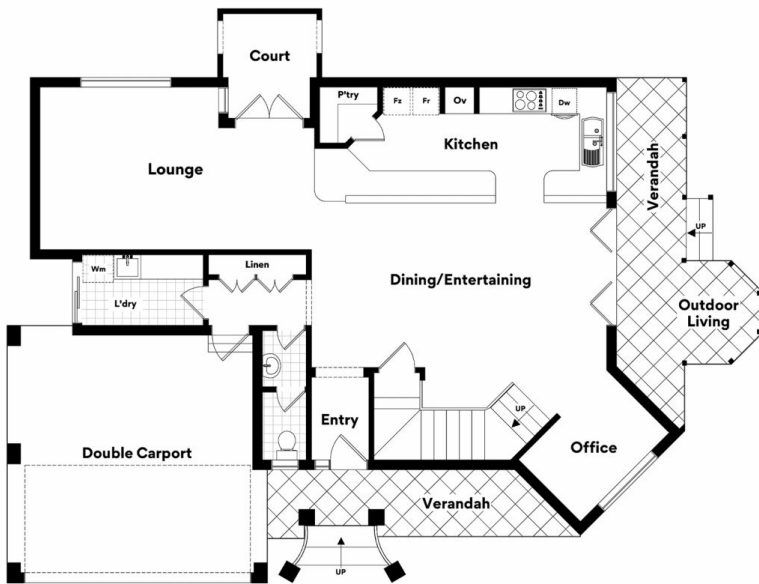 Court
P'try
Fz
Fr
Ov
Dw
Kitchen
Lounge
Verandah
UP
Linen
Wm
L'dry
Dining/Entertaining
Outdoor
Living
UP
Entry
Office
Double Carport
Verandah
UP